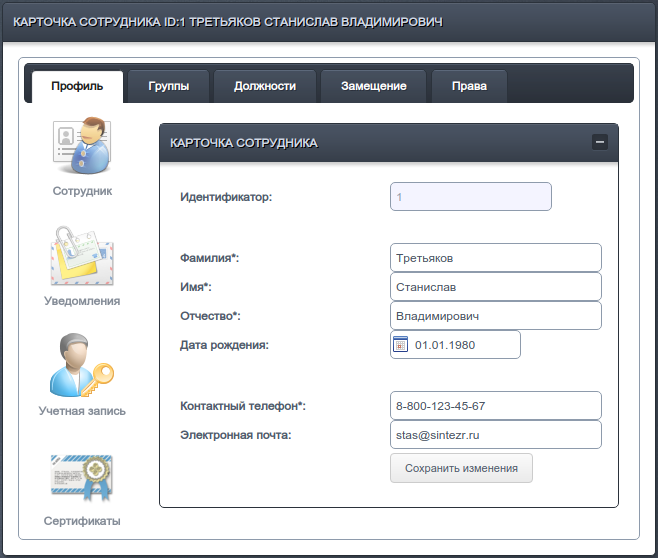 КАРТОЧКА СОТРУДНИКА ID:1 ТРЕТЬЯКОВ СТАНИСЛАВ ВЛАДИМИРОВИЧ
Профиль Группы Должности Замещение Права
Сотрудник
Уведомления
Учетная запись
Сертификаты
КАРТОЧКА СОТРУДНИКА
Идентификатор: 1
Фамилия*: Третьяков
Имя*: Станислав
Отчество*: Владимирович
Дата рождения: 01.01.1980
Контактный телефон*: 8-800-123-45-67
Электронная почта: stas@sintezr.ru
Сохранить изменения